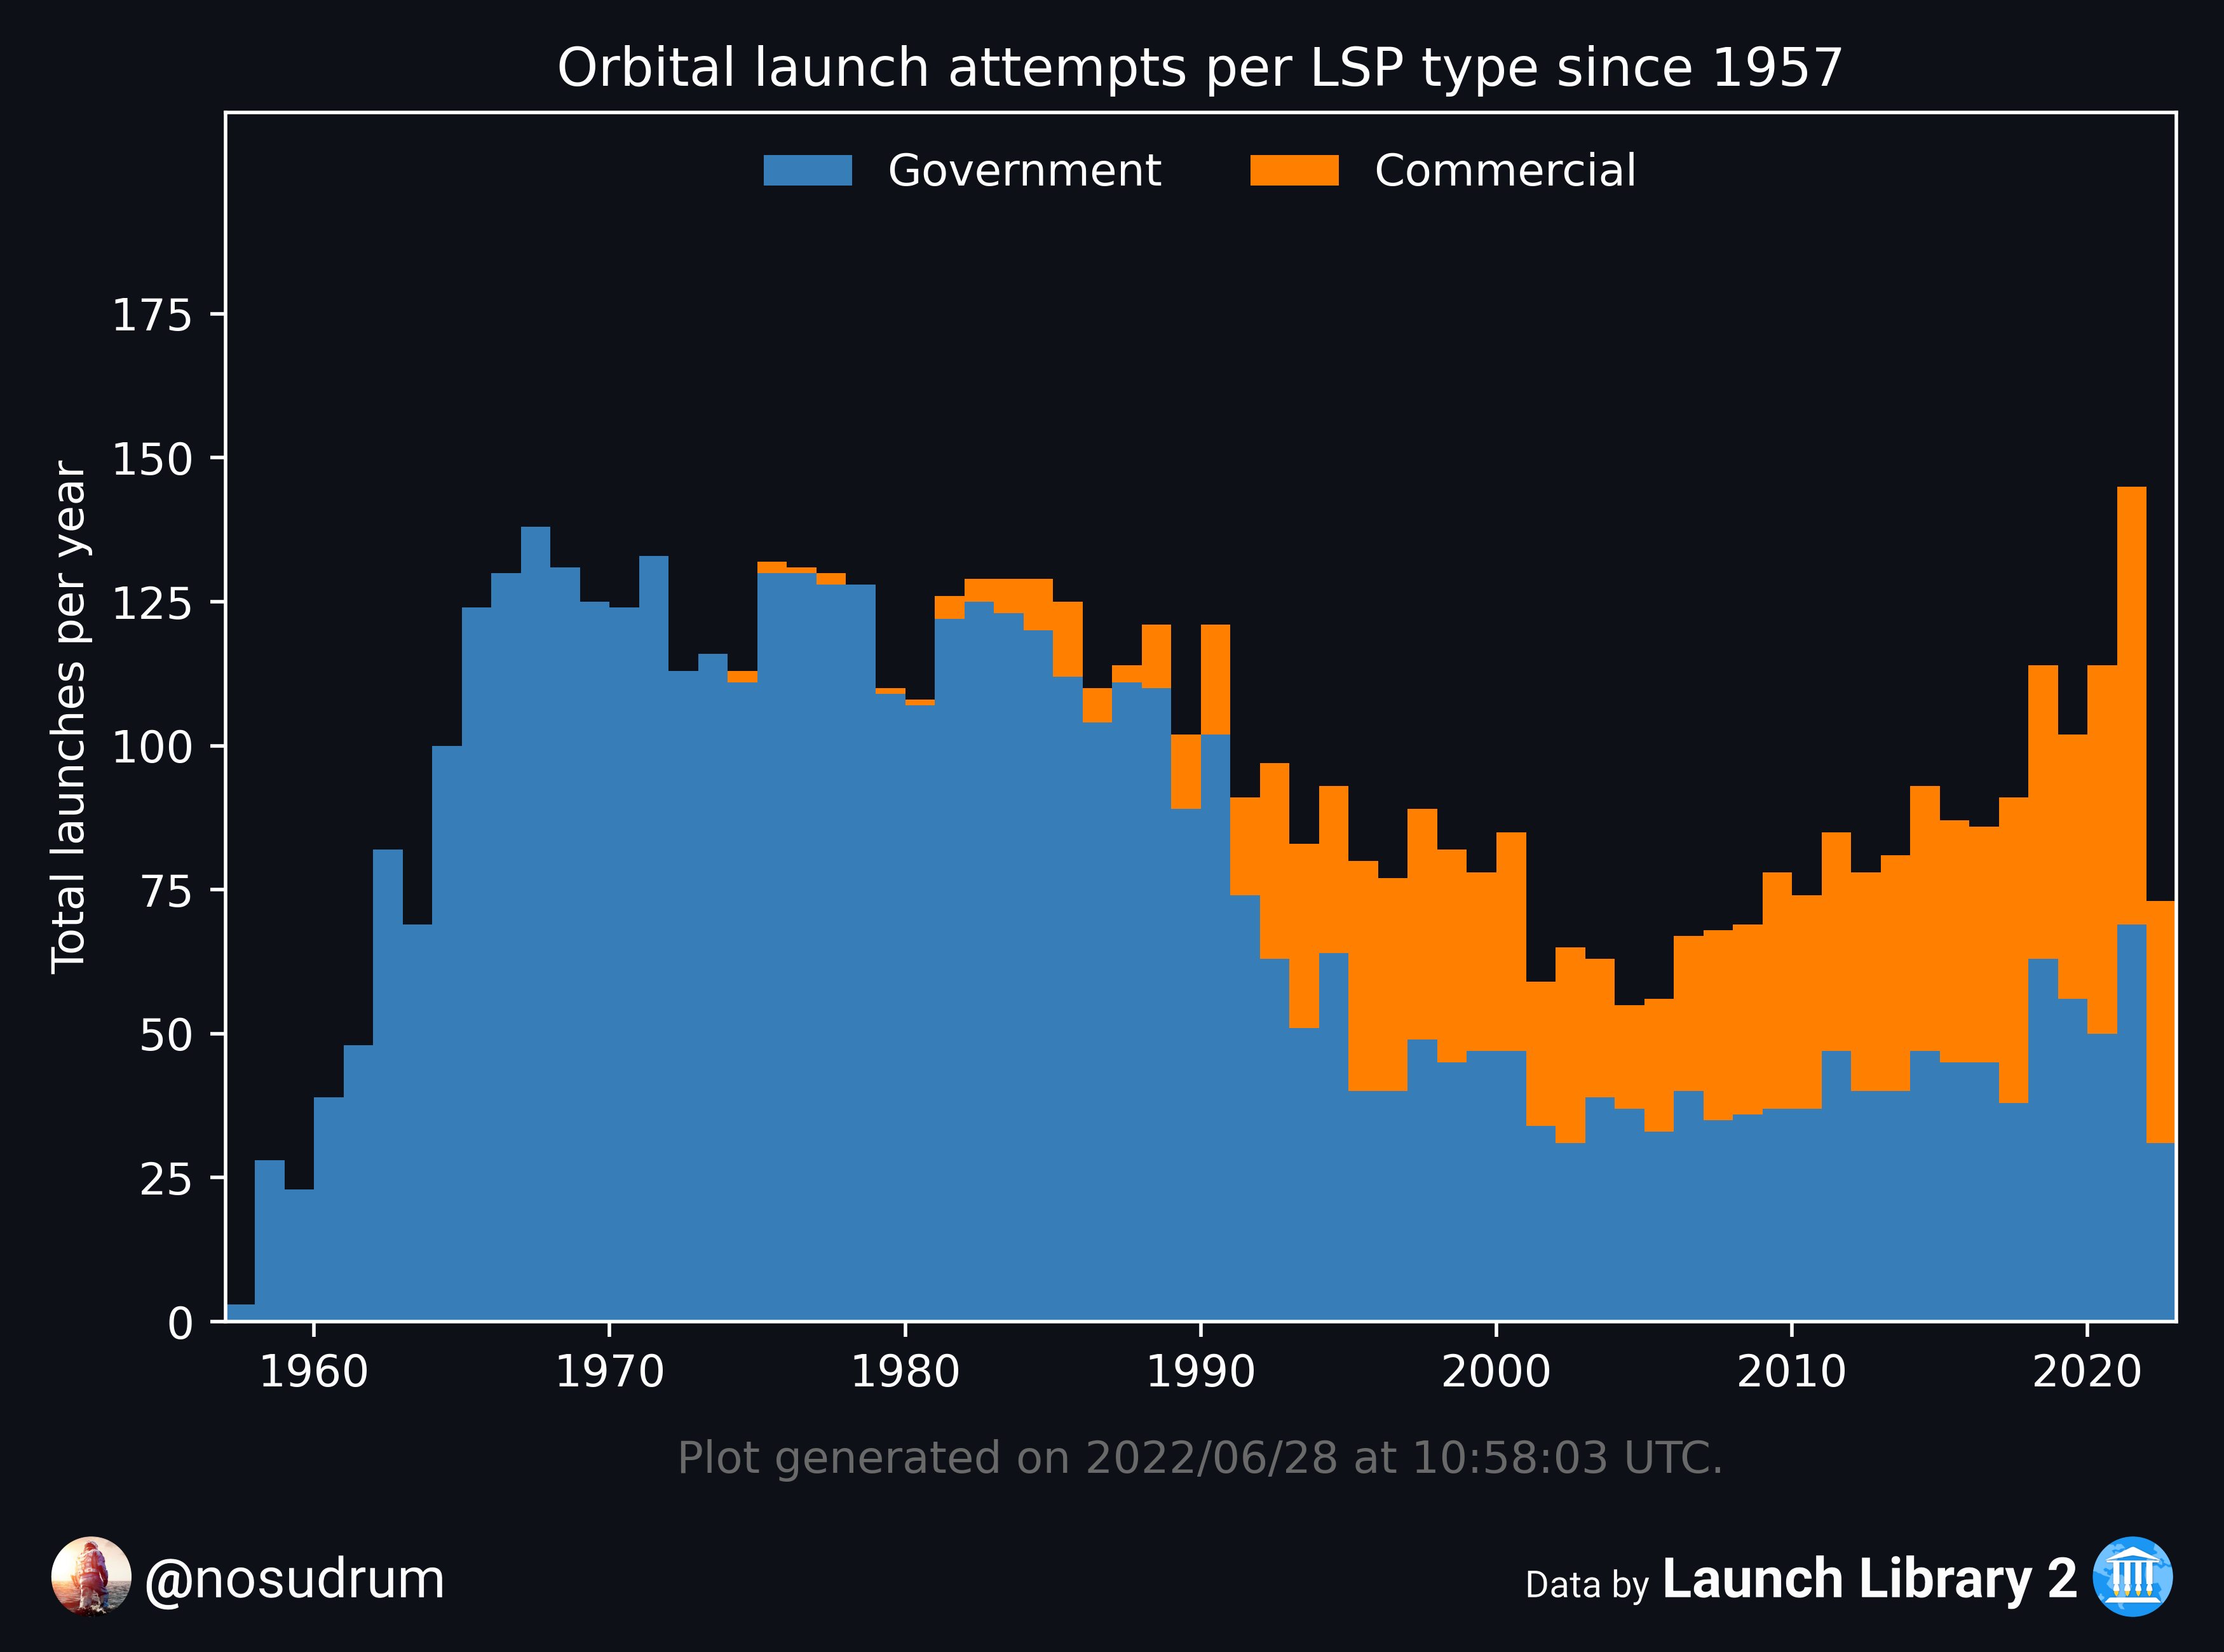 Orbital launch attempts per LSP type since 1957
Government
Commercial
Total launches per year
175
150
125
100
75
50
25
0
1960
1970
1980
1990
2000
2010
2020
Plot generated on 2022/06/28 at 10:58:03 UTC.
@nosudrum
Data by Launch Library 2